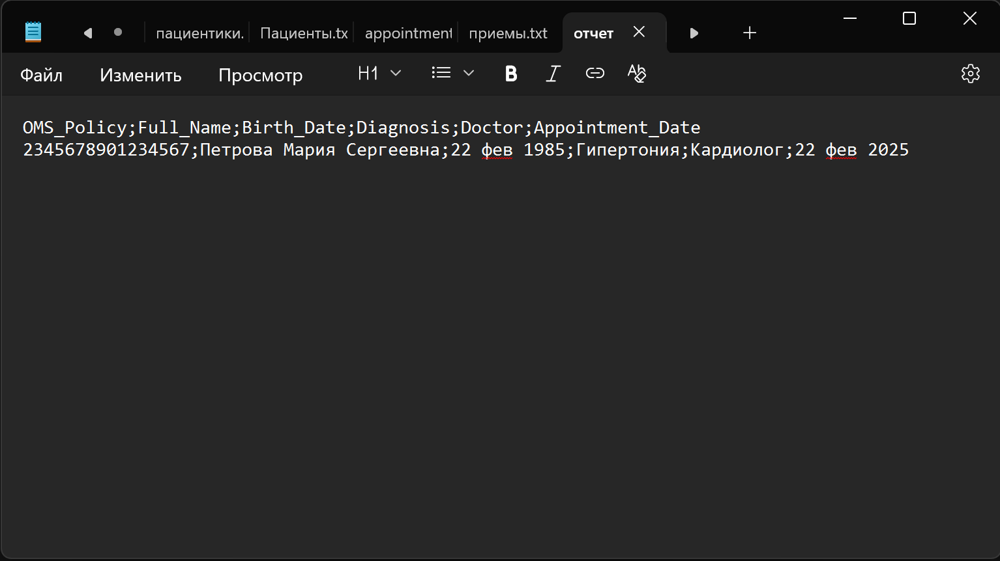 пациентики.
Пациенты.tx
appointment
приемы.txt
отчет
Файл
Изменить
Просмотр
H1
B
I
Ab
OMS_Policy;Full_Name;Birth_Date;Diagnosis;Doctor;Appointment_Date
2345678901234567;Петрова Мария Сергеевна;22 фев 1985;Гипертония;Кардиолог;22 фев 2025